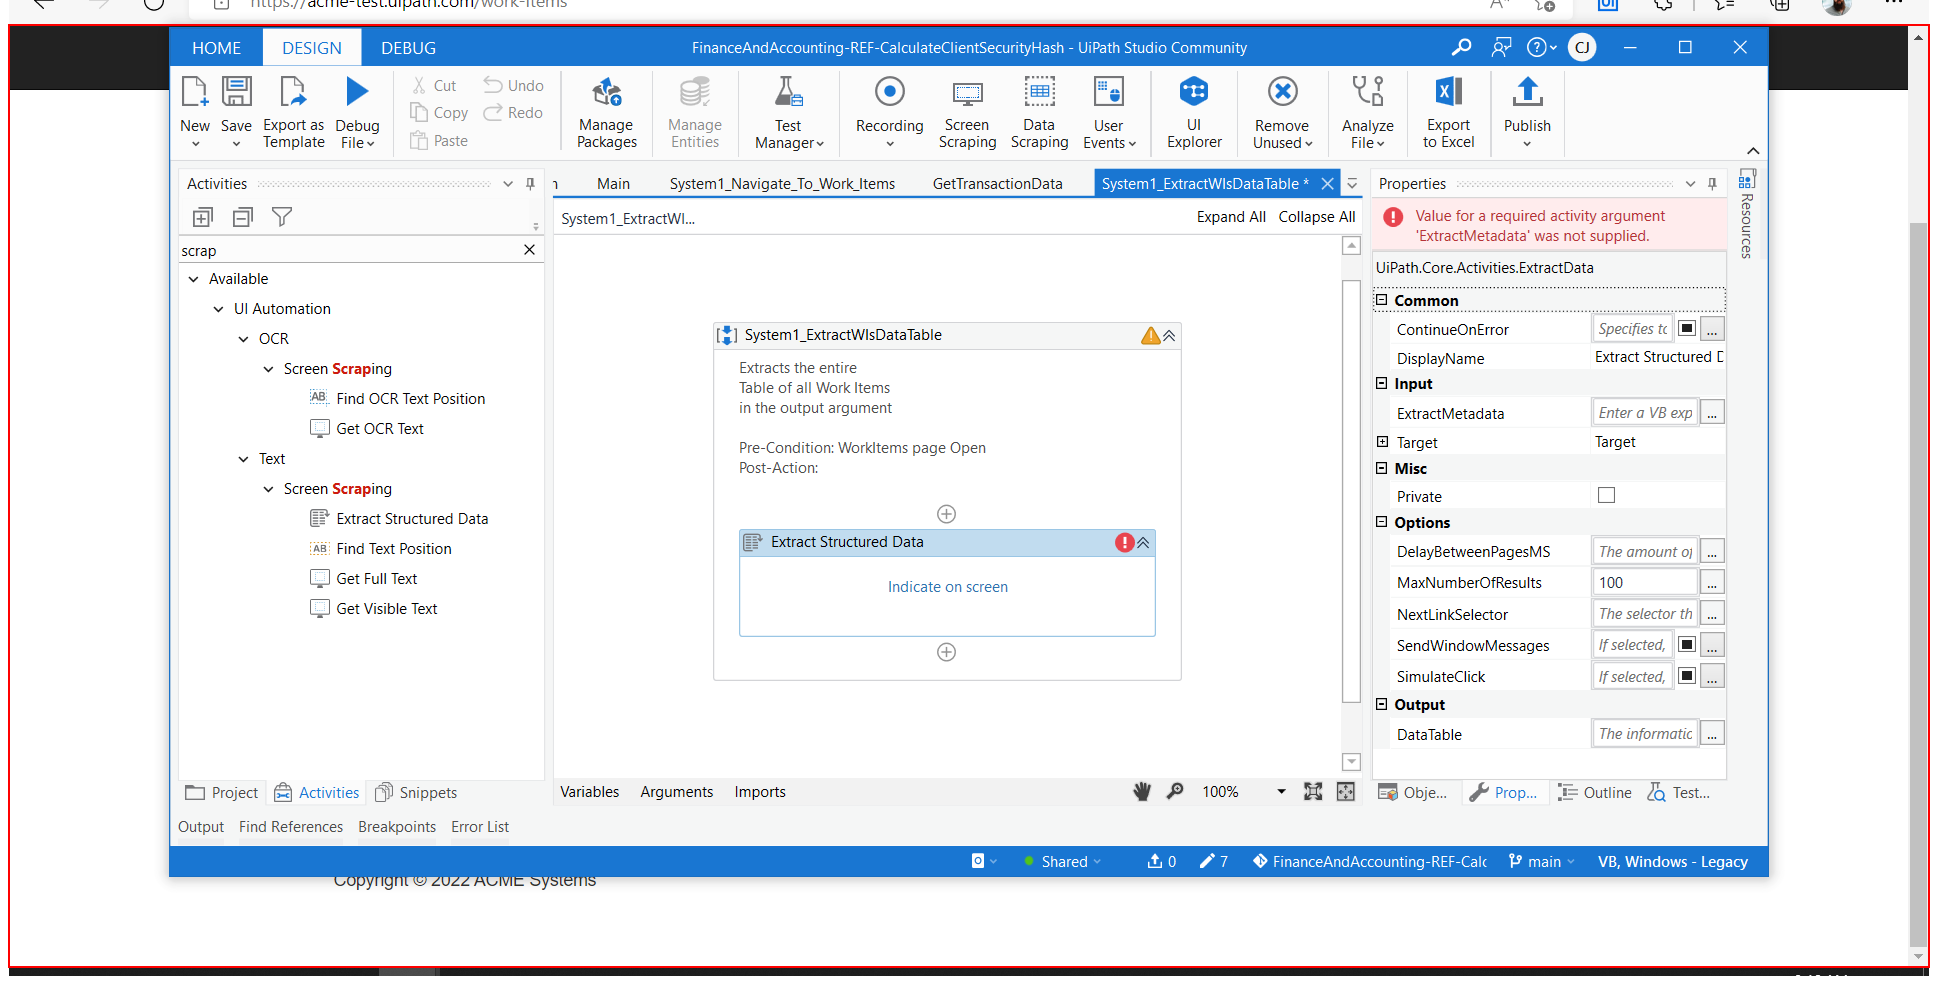 https://acme-test.uipath.com/work-items
HOME DESIGN DEBUG FinanceAndAccounting-REF-CalculateClientSecurityHash - UiPath Studio Community CJ
New Save Export as Template Debug File
Cut Copy Paste Undo Redo
Manage Packages
Manage Entities
Test Manager
Recording
Screen Scraping
Data Scraping
User Events
UI Explorer
Remove Unused
Analyze File
Export to Excel
Publish
Activities
scrap
Available
UI Automation
OCR
Screen Scraping
Find OCR Text Position
Get OCR Text
Text
Screen Scraping
Extract Structured Data
Find Text Position
Get Full Text
Get Visible Text
Project Activities Snippets
Main System1_Navigate_To_Work_Items GetTransactionData System1_ExtractWIsDataTable *
System1_ExtractWI... Expand All Collapse All
System1_ExtractWIsDataTable
Extracts the entire
Table of all Work Items
in the output argument
Pre-Condition: WorkItems page Open
Post-Action:
Extract Structured Data
Indicate on screen
Variables Arguments Imports 100%
Properties
Value for a required activity argument
'ExtractMetadata' was not supplied.
UiPath.Core.Activities.ExtractData
Common
ContinueOnError Specifies to ...
DisplayName Extract Structured D
Input
ExtractMetadata Enter a VB exp ...
Target Target
Misc
Private
Options
DelayBetweenPagesMS The amount of ...
MaxNumberOfResults 100 ...
NextLinkSelector The selector th ...
SendWindowMessages If selected, ...
SimulateClick If selected, ...
Output
DataTable The informatic ...
Obje... Prop... Outline Test...
Resources
Output Find References Breakpoints Error List
Shared 0 7 FinanceAndAccounting-REF-Calc main VB, Windows - Legacy
Copyright © 2022 ACME Systems